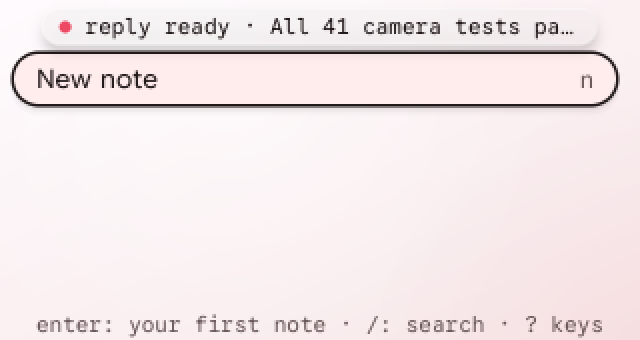 reply ready · All 41 camera tests pa…
New note n
enter: your first note · /: search · ? keys